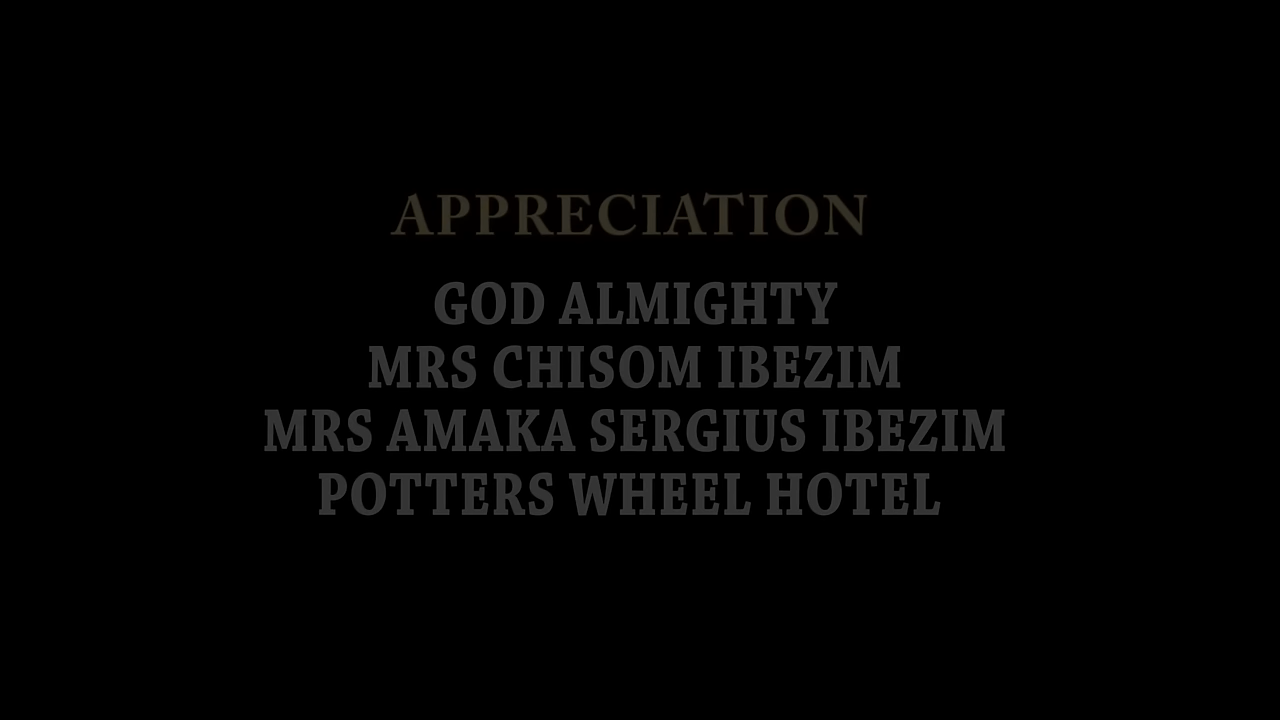 APPRECIATION
GOD ALMIGHTY
MRS CHISOM IBEZIM
MRS AMAKA SERGIUS IBEZIM
POTTERS WHEEL HOTEL